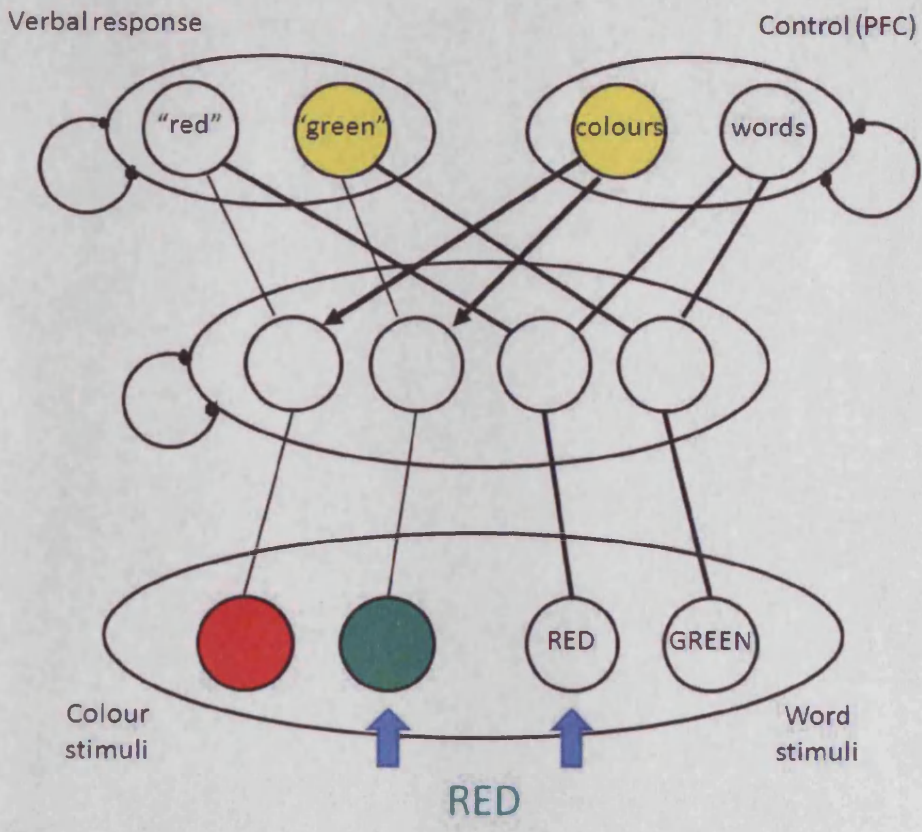 Verbal response
Control (PFC)
"red"
'green"
colours
words
RED
GREEN
Colour
stimuli
Word
stimuli
RED